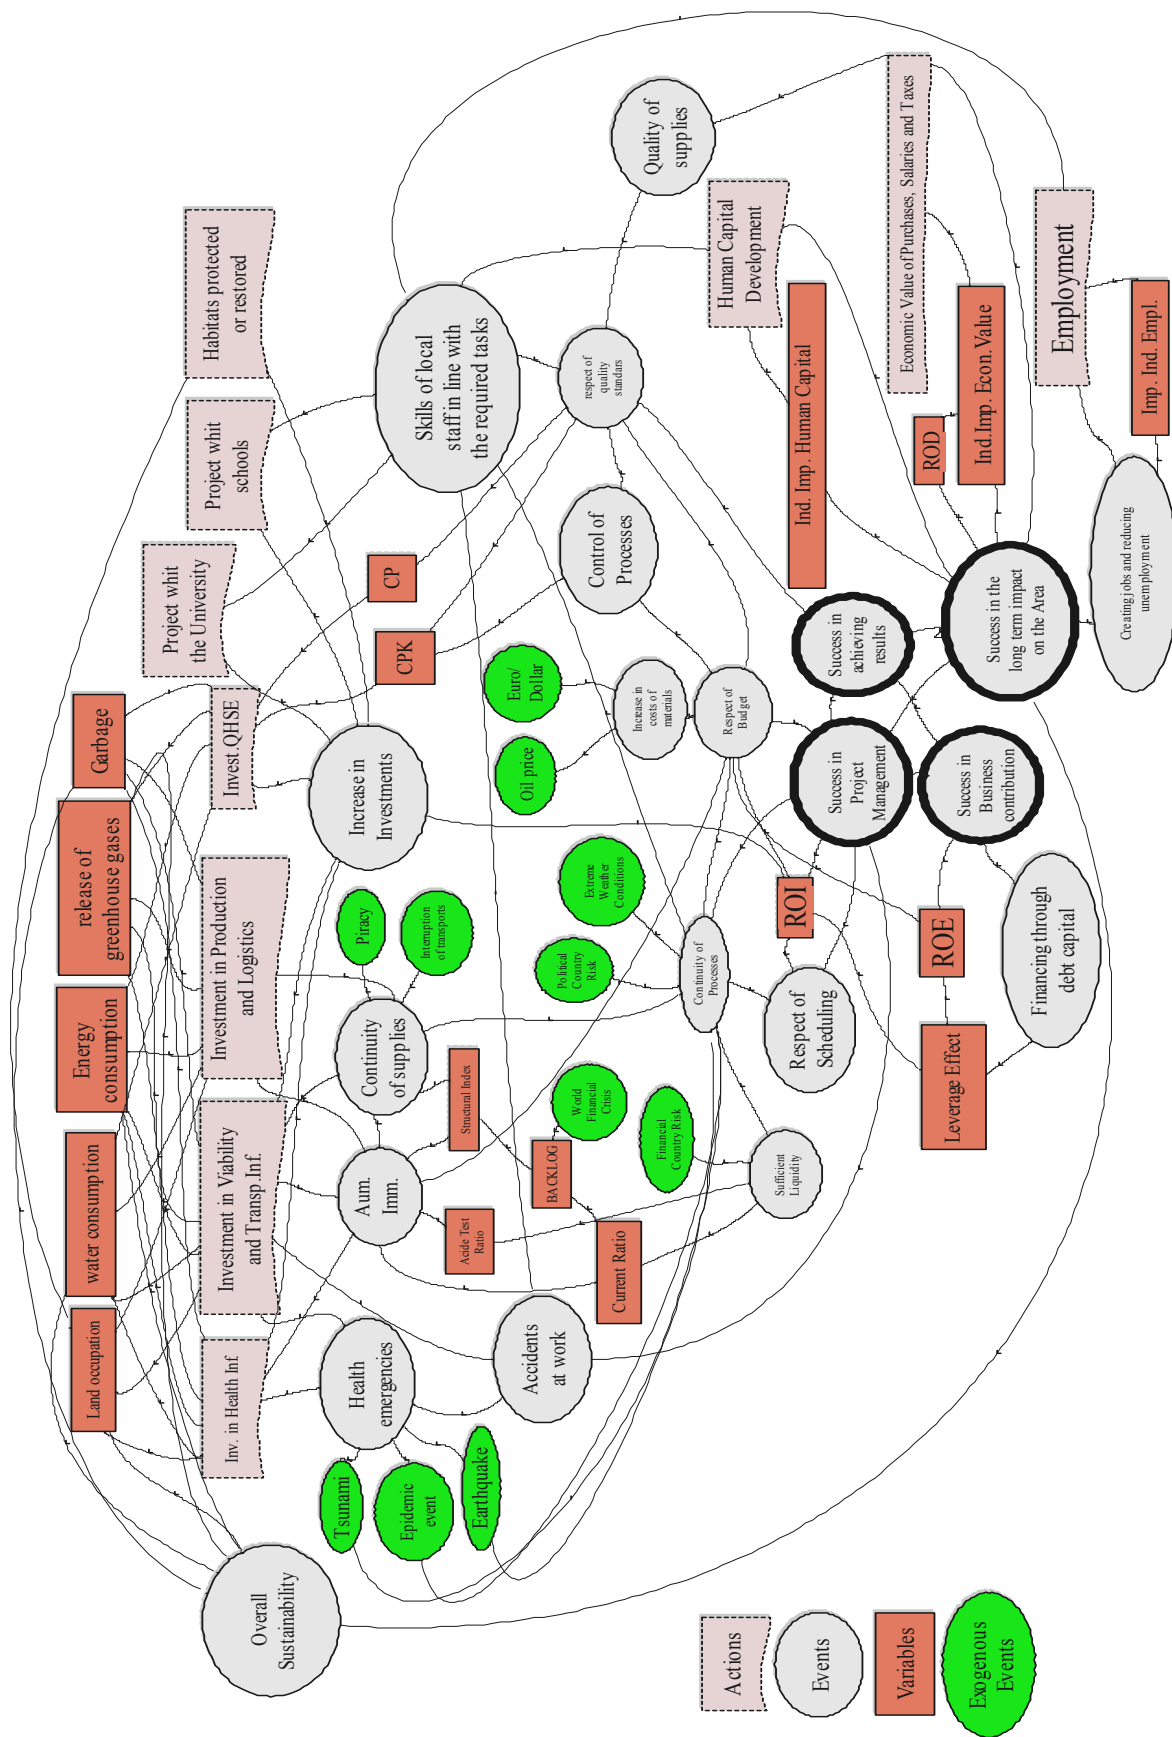 Overall
Sustainability
Land occupation
water consumption
Energy
consumption
release of
greenhouse gases
Garbage
Inv. in Health Inf.
Investment in Viability
and Transp.Inf.
Investment in Production
and Logistics
Invest.QHSE
Project whit
the University
Project whit
schools
Habitats protected
or restored
Tsunami
Epidemic
event
Earthquake
Health
emergencies
Aum.
Imm.
Continuity
of supplies
Piracy
Interruption
of transports
Increase in
Investments
CPK
CP
Skills of local
staff in line with
the required tasks
Accidents
at work
Acide Test
Ratio
Structural Index
BACKLOG
World
Financial
Crisis
Current Ratio
Financial
Country Risk
Political
Country
Risk
Extreme
Weather
Conditions
Oil price
Euro/
Dollar
Increase in
costs of
materials
Control of
Processes
respect of
quality
standars
Quality of
supplies
Sufficient
Liquidity
Continuity of
Processes
Respect of
Budget
Human Capital
Development
Ind. Imp. Human Capital
Respect of
Scheduling
ROI
Success in
Project
Management
Success in
achieving
results
Economic Value of Purchases, Salaries and Taxes
ROD
Ind.Imp. Econ.Value
Leverage Effect
ROE
Success in
Business
contribution
Success in the
long term impact
on the Area
Financing through
debt capital
Employment
Imp. Ind. Empl.
Creating jobs and reducing
unemployment
Actions
Events
Variables
Exogenous
Events